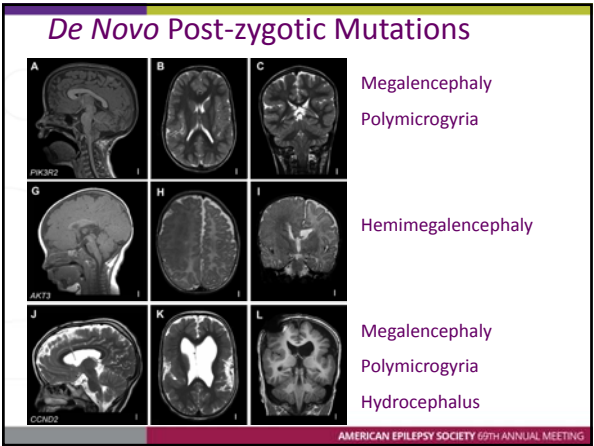 De Novo Post-zygotic Mutations
A
B
C
PIK3R2
Megalencephaly
Polymicrogyria
G
H
I
AKT3
Hemimegalencephaly
J
K
L
CCND2
Megalencephaly
Polymicrogyria
Hydrocephalus
AMERICAN EPILEPSY SOCIETY 69TH ANNUAL MEETING